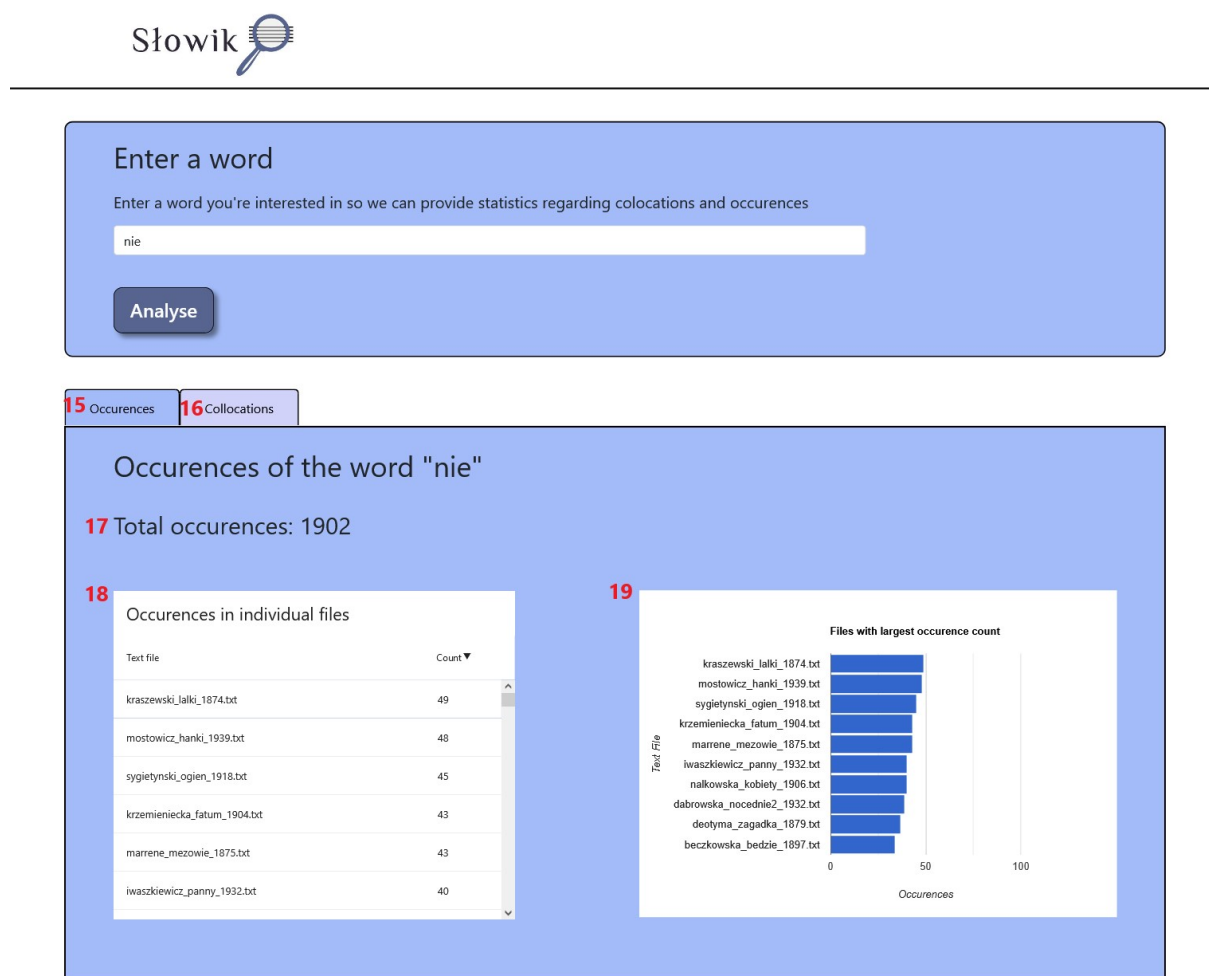 Słowik
Enter a word
Enter a word you're interested in so we can provide statistics regarding colocations and occurences
nie
Analyse
15 Occurences
16 Collocations
Occurences of the word "nie"
17 Total occurences: 1902
18
Occurences in individual files
Text file Count▼
kraszewski_lalki_1874.txt 49
mostowicz_hanki_1939.txt 48
sygietynski_ogien_1918.txt 45
krzemieniecka_fatum_1904.txt 43
marrene_mezowie_1875.txt 43
iwaszkiewicz_panny_1932.txt 40
19
Files with largest occurence count
Text File
kraszewski_lalki_1874.txt
mostowicz_hanki_1939.txt
sygietynski_ogien_1918.txt
krzemieniecka_fatum_1904.txt
marrene_mezowie_1875.txt
iwaszkiewicz_panny_1932.txt
nalkowska_kobiety_1906.txt
dabrowska_nocednie2_1932.txt
deotyma_zagadka_1879.txt
beczkowska_bedzie_1897.txt
0 50 100
Occurences